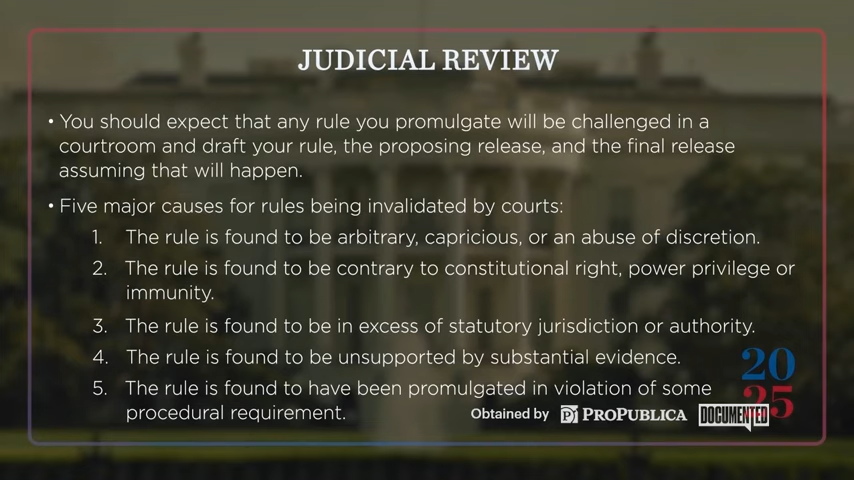 JUDICIAL REVIEW
• You should expect that any rule you promulgate will be challenged in a
courtroom and draft your rule, the proposing release, and the final release
assuming that will happen.
• Five major causes for rules being invalidated by courts:
1. The rule is found to be arbitrary, capricious, or an abuse of discretion.
2. The rule is found to be contrary to constitutional right, power privilege or
immunity.
3. The rule is found to be in excess of statutory jurisdiction or authority.
4. The rule is found to be unsupported by substantial evidence.
5. The rule is found to have been promulgated in violation of some
procedural requirement.
20
25
Obtained by PROPUBLICA DOCUMENTED